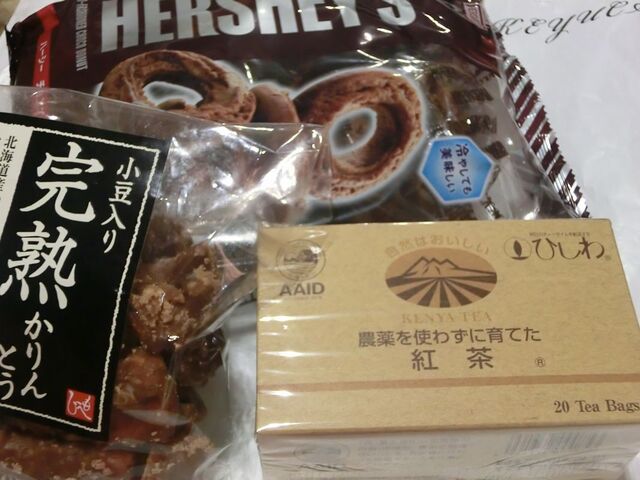 HERSHEY'S
冷やしても
美味しい
KEYUC
北海道産
小豆入り
完熟
かりん
とう
自然はおいしい
KENYA TEA
AAID
ひしわ
農薬を使わずに育てた
紅茶
20 Tea Bags